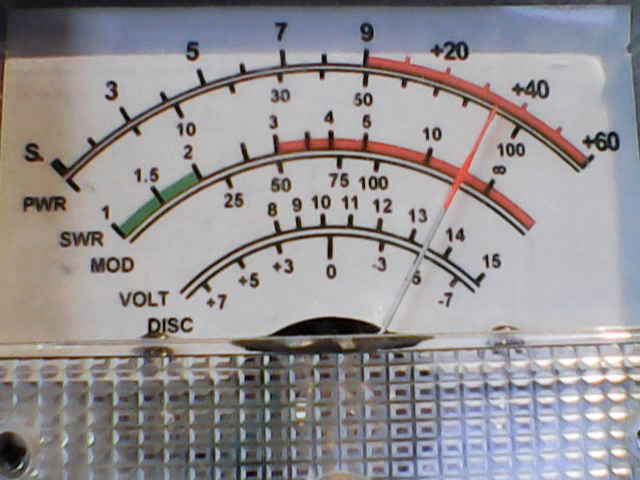 S. 3 5 7 9 +20 +40 +60
PWR 10 30 50 100
SWR 1 1.5 2 3 4 5 10 ∞
MOD 25 50 75 100
VOLT 8 9 10 11 12 13 14 15
DISC +7 +5 +3 0 -3 5 -7